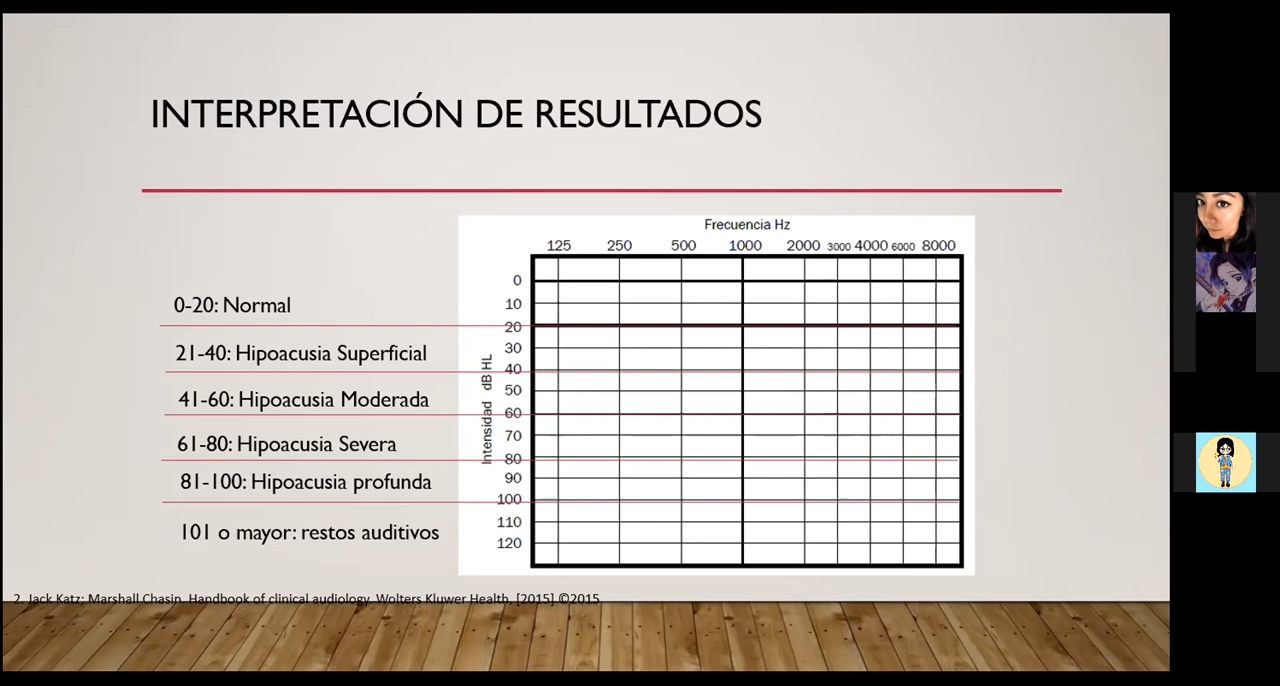 INTERPRETACIÓN DE RESULTADOS
0-20: Normal
21-40: Hipoacusia Superficial
41-60: Hipoacusia Moderada
61-80: Hipoacusia Severa
81-100: Hipoacusia profunda
101 o mayor: restos auditivos
Frecuencia Hz
125 250 500 1000 2000 3000 4000 6000 8000
Intensidad dB HL
0
10
20
30
40
50
60
70
80
90
100
110
120
2. Jack Katz; Marshall Chasin. Handbook of clinical audiology. Wolters Kluwer Health, [2015] ©2015